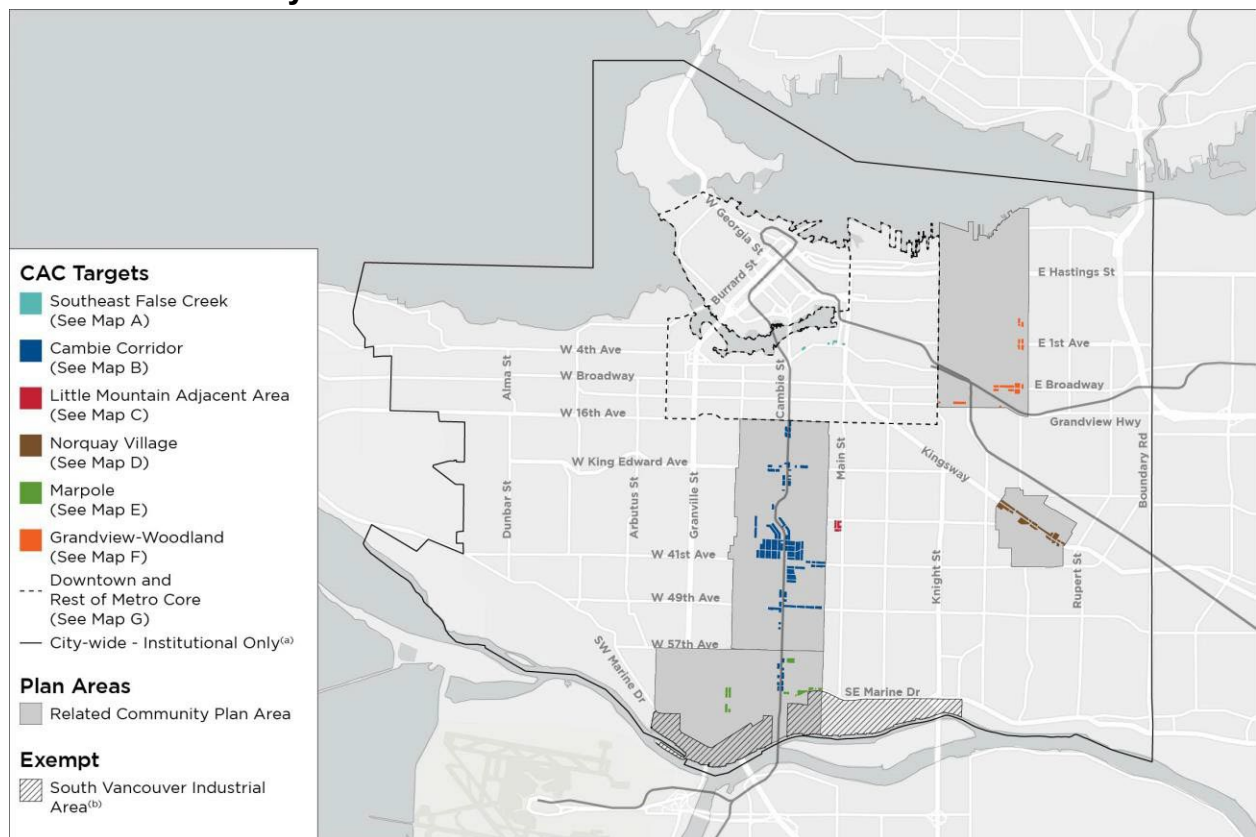 y
CAC Targets
Southeast False Creek
(See Map A)
Cambie Corridor
(See Map B)
Little Mountain Adjacent Area
(See Map C)
Norquay Village
(See Map D)
Marpole
(See Map E)
Grandview-Woodland
(See Map F)
Downtown and
Rest of Metro Core
(See Map G)
City-wide - Institutional Only(a)
Plan Areas
Related Community Plan Area
Exempt
South Vancouver Industrial
Area(b)
W Georgia St
Burrard St
E Hastings St
W 4th Ave
E 1st Ave
Alma St
W Broadway
Cambie St
E Broadway
W 16th Ave
Grandview Hwy
W King Edward Ave
Main St
Kingsway
Boundary Rd
Dunbar St
Arbutus St
Granville St
W 41st Ave
Knight St
Rupert St
W 49th Ave
W 57th Ave
SW Marine Dr
SE Marine Dr